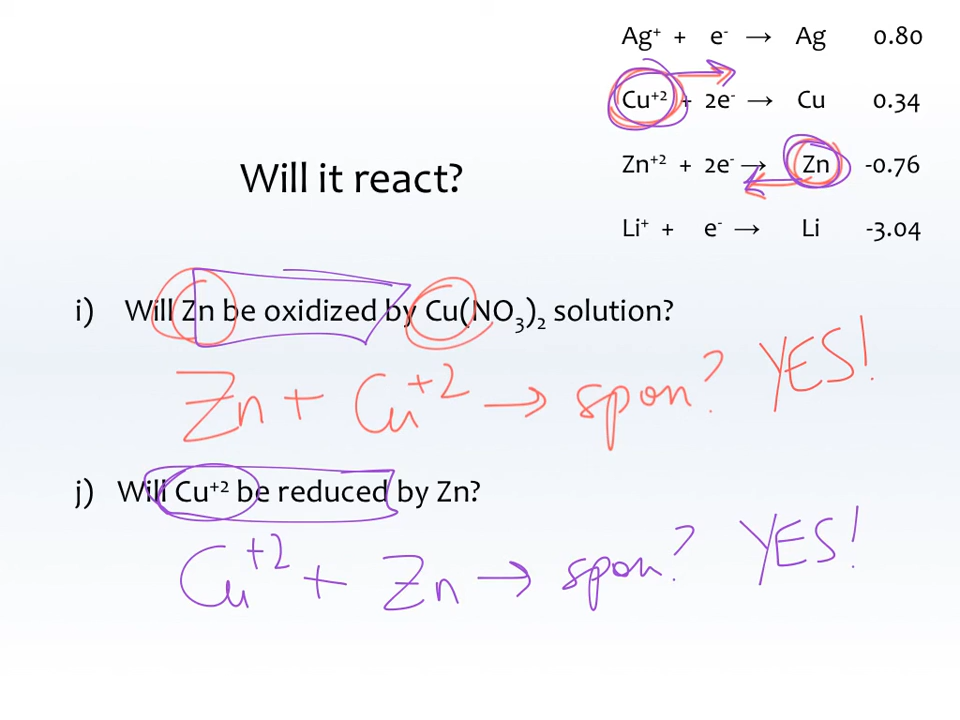 Ag⁺ + e⁻ → Ag 0.80
Cu⁺² + 2e⁻ → Cu 0.34
Zn⁺² + 2e⁻ → Zn -0.76
Li⁺ + e⁻ → Li -3.04
Will it react?
i) Will Zn be oxidized by Cu(NO₃)₂ solution?
Zn + Cu⁺² → spon? YES!
j) Will Cu⁺² be reduced by Zn?
Cu⁺² + Zn → spon? YES!